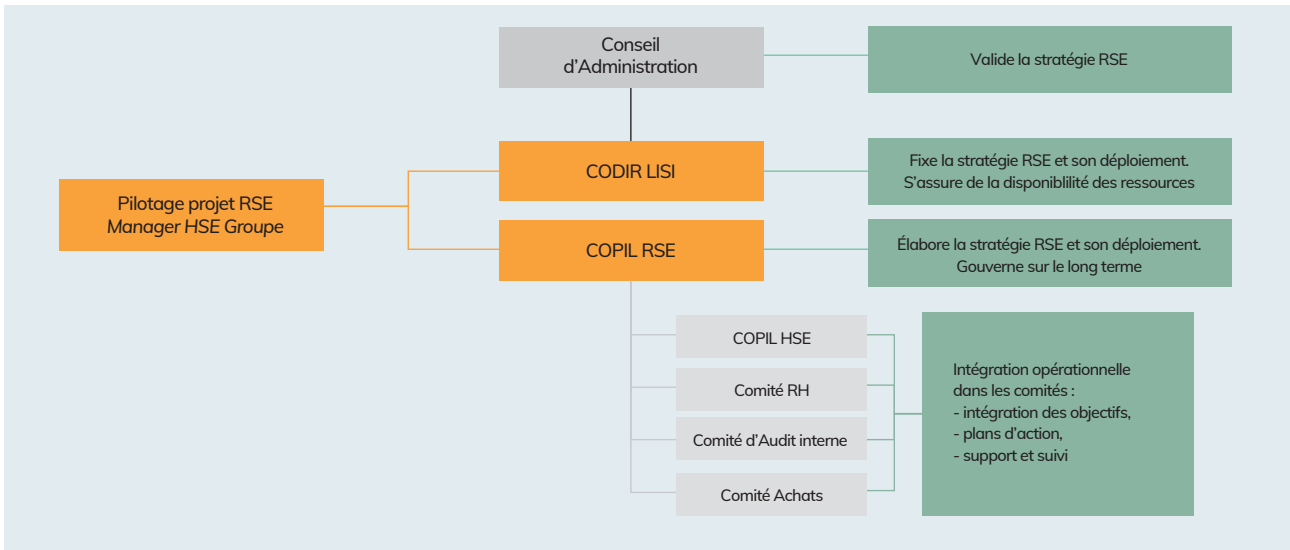 Conseil
d’Administration
Valide la stratégie RSE
CODIR LISI
Fixe la stratégie RSE et son déploiement.
S’assure de la disponiblilité des ressources
Pilotage projet RSE
Manager HSE Groupe
COPIL RSE
Élabore la stratégie RSE et son déploiement.
Gouverne sur le long terme
COPIL HSE
Comité RH
Comité d’Audit interne
Comité Achats
Intégration opérationnelle
dans les comités :
- intégration des objectifs,
- plans d’action,
- support et suivi